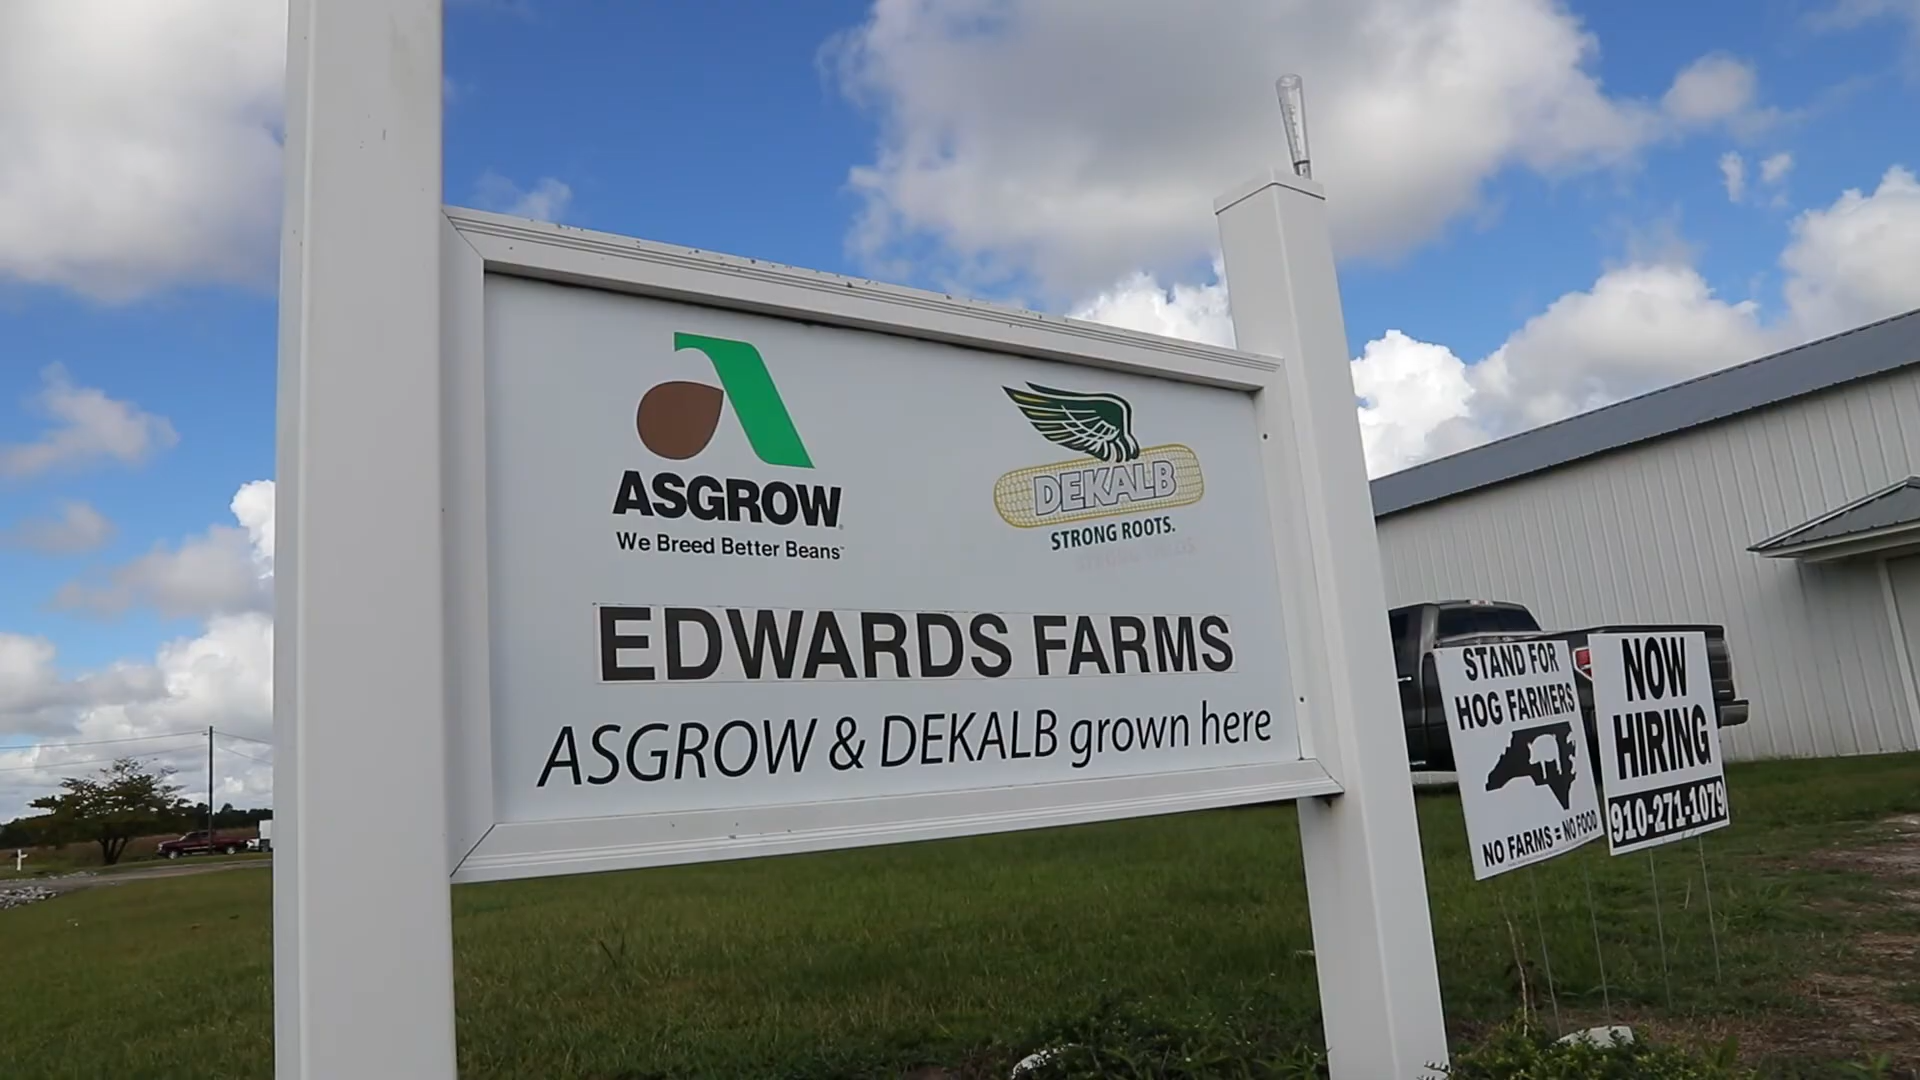 ASGROW
We Breed Better Beans
DEKALB
STRONG ROOTS.
EDWARDS FARMS
ASGROW & DEKALB grown here
STAND FOR
HOG FARMERS
NO FARMS = NO FOOD
NOW
HIRING
910-271-1079